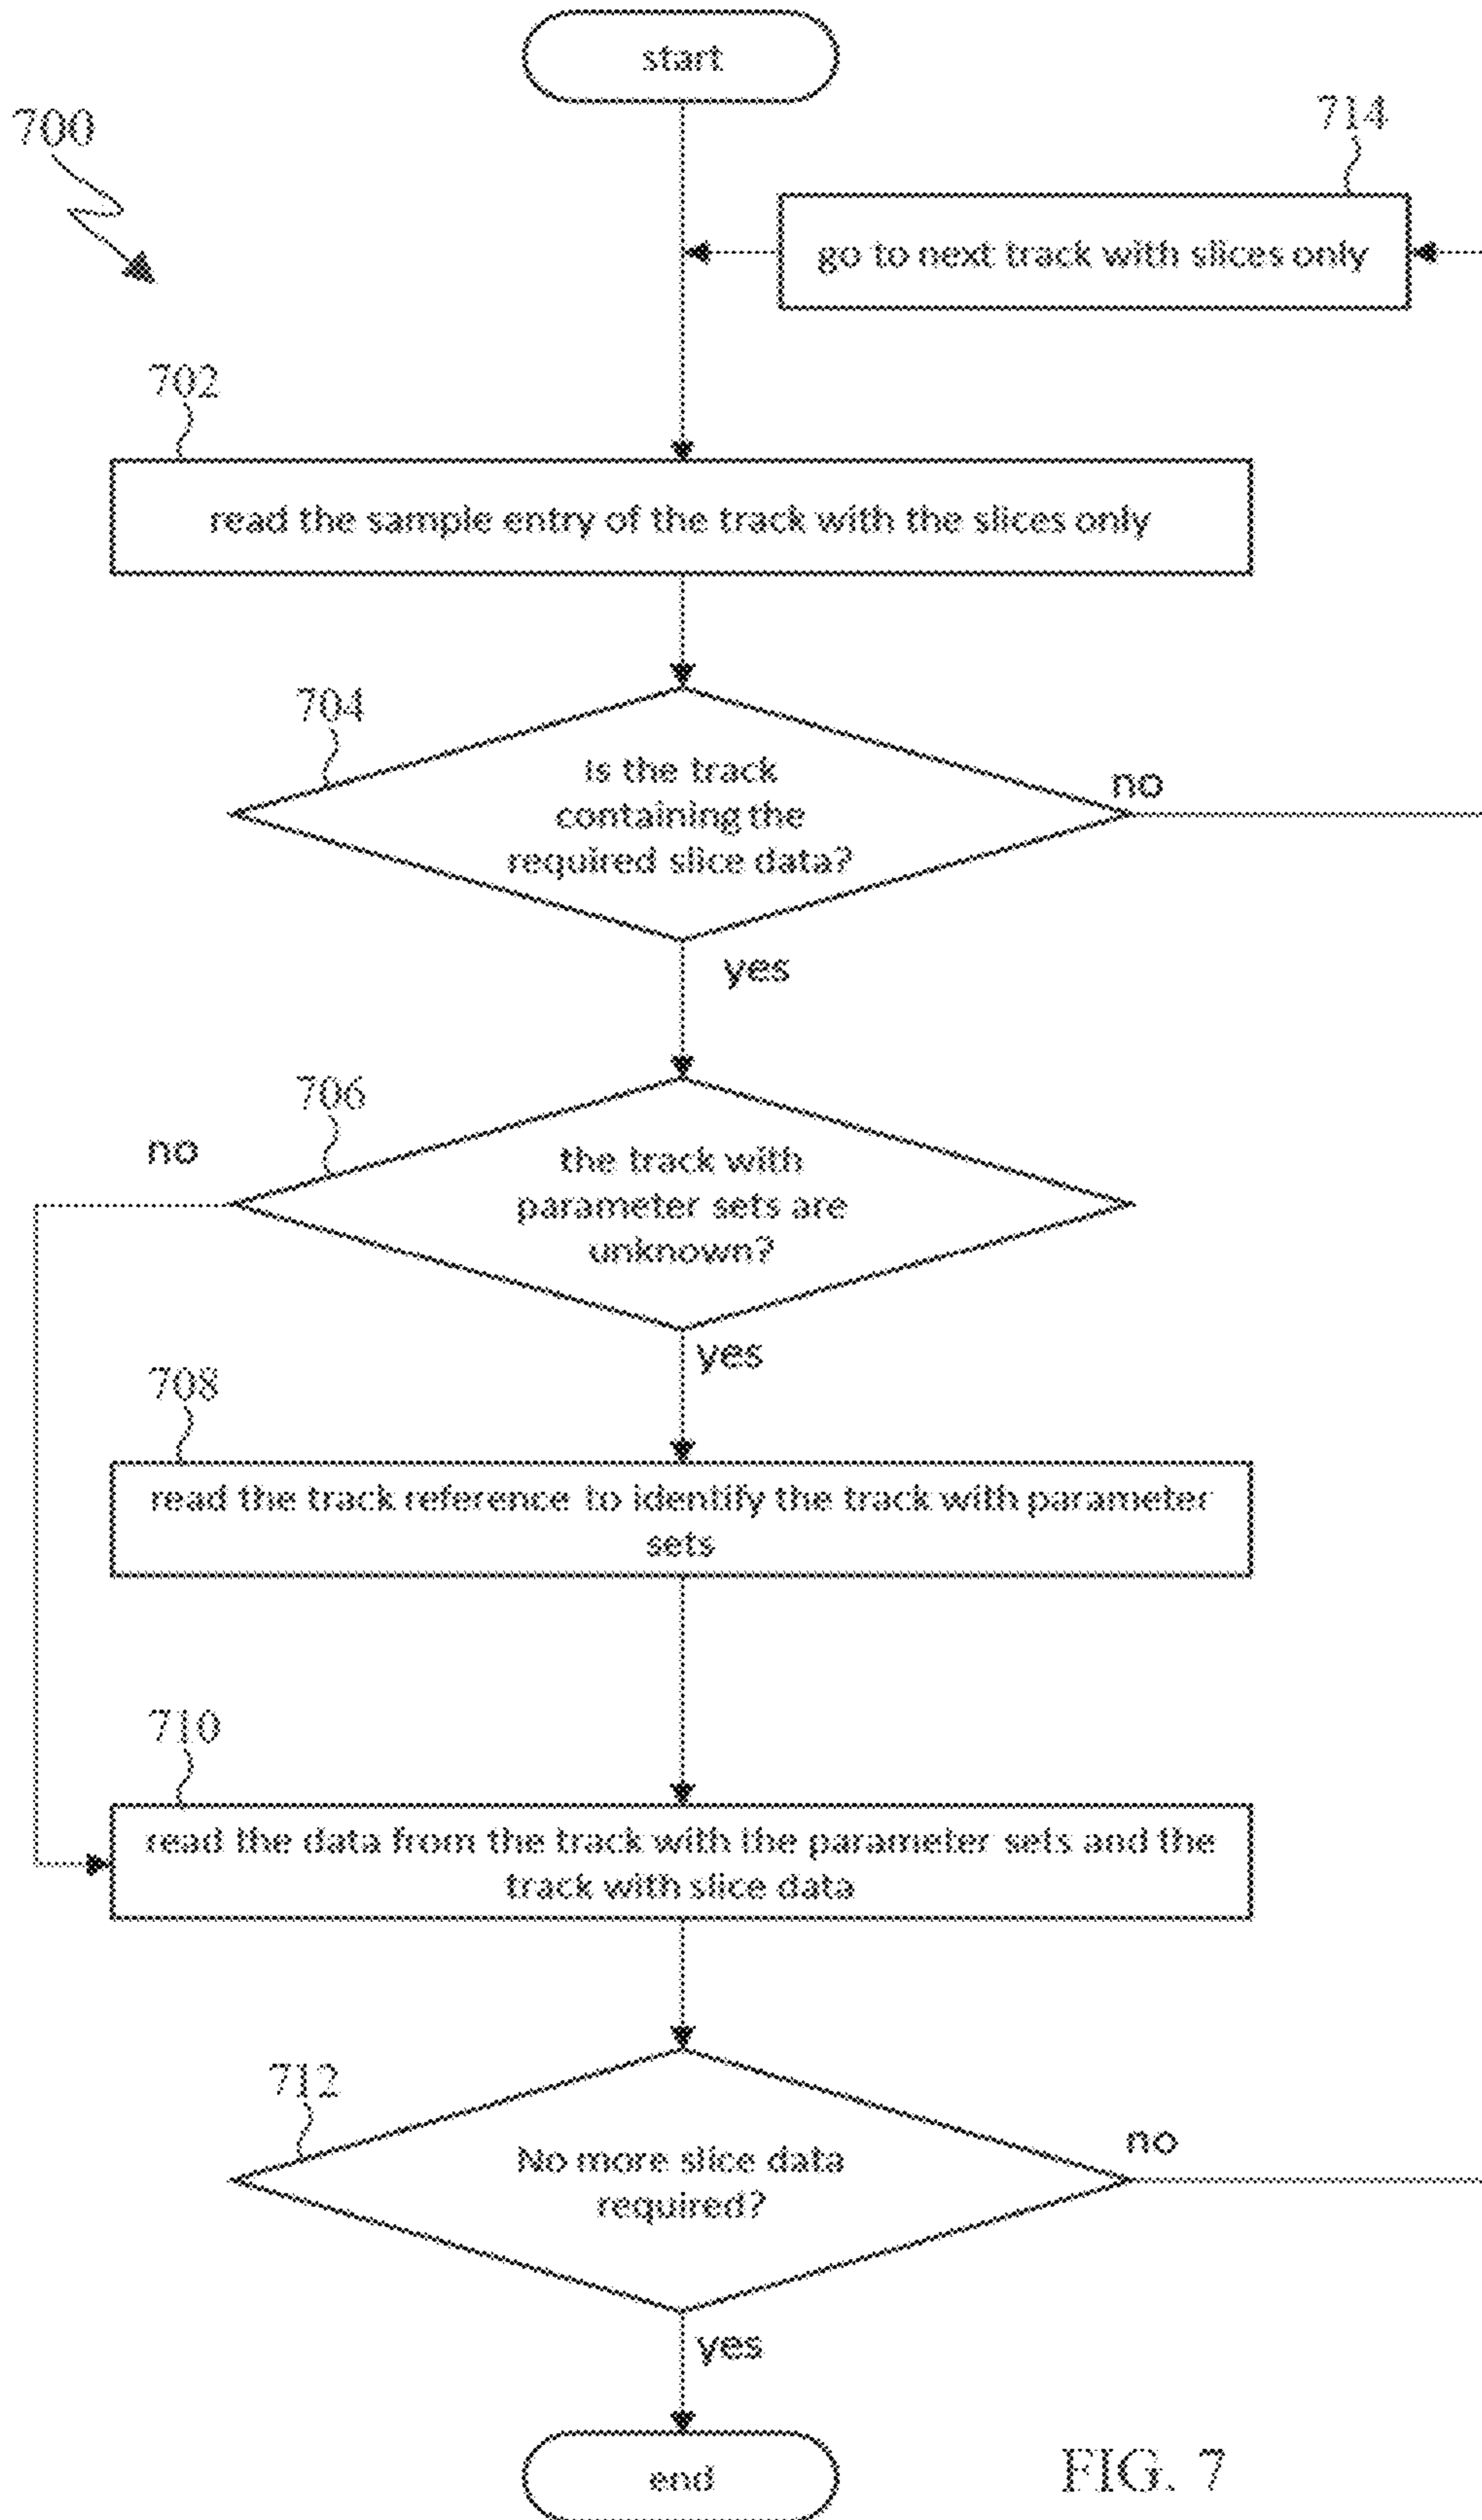 start
700
714
go to next track with slices only
702
read the sample entry of the track with the slices only
704
is the track
containing the
required slice data?
no
yes
706
no
the track with
parameter sets are
unknown?
yes
708
read the track reference to identify the track with parameter
sets
710
read the data from the track with the parameter sets and the
track with slice data
712
No more slice data
required?
no
yes
end
FIG. 7